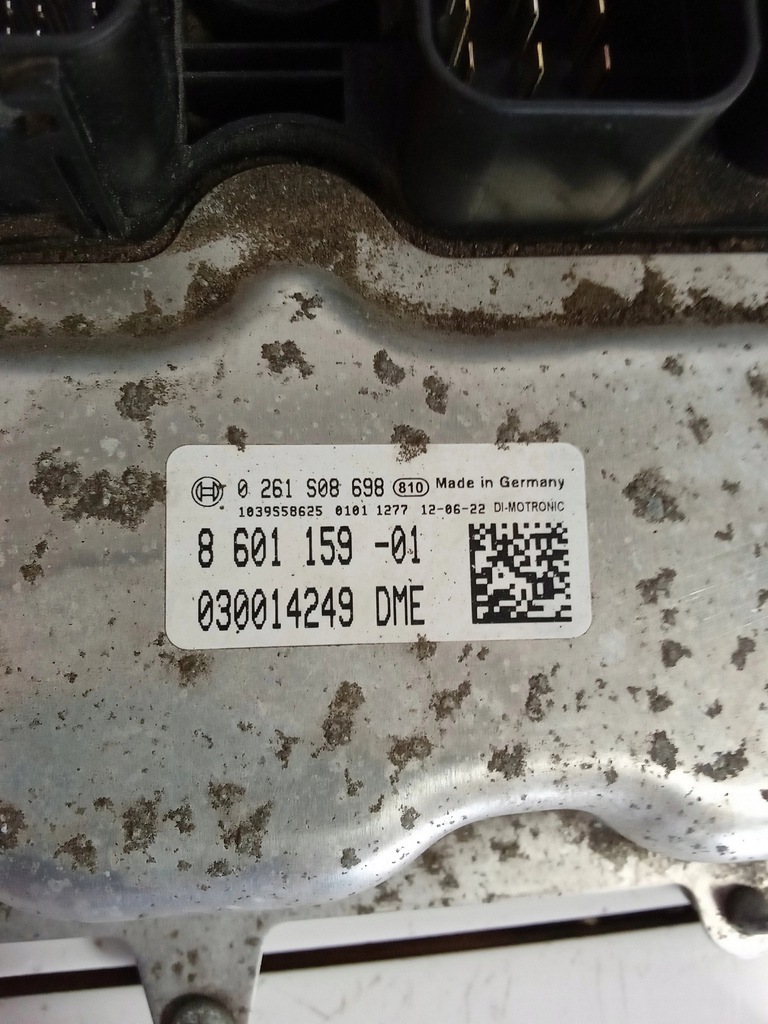 0 261 S08 698 810 Made in Germany
1039S58625 0101 1277 12-06-22 DI-MOTRONIC
8 601 159 -01
030014249 DME